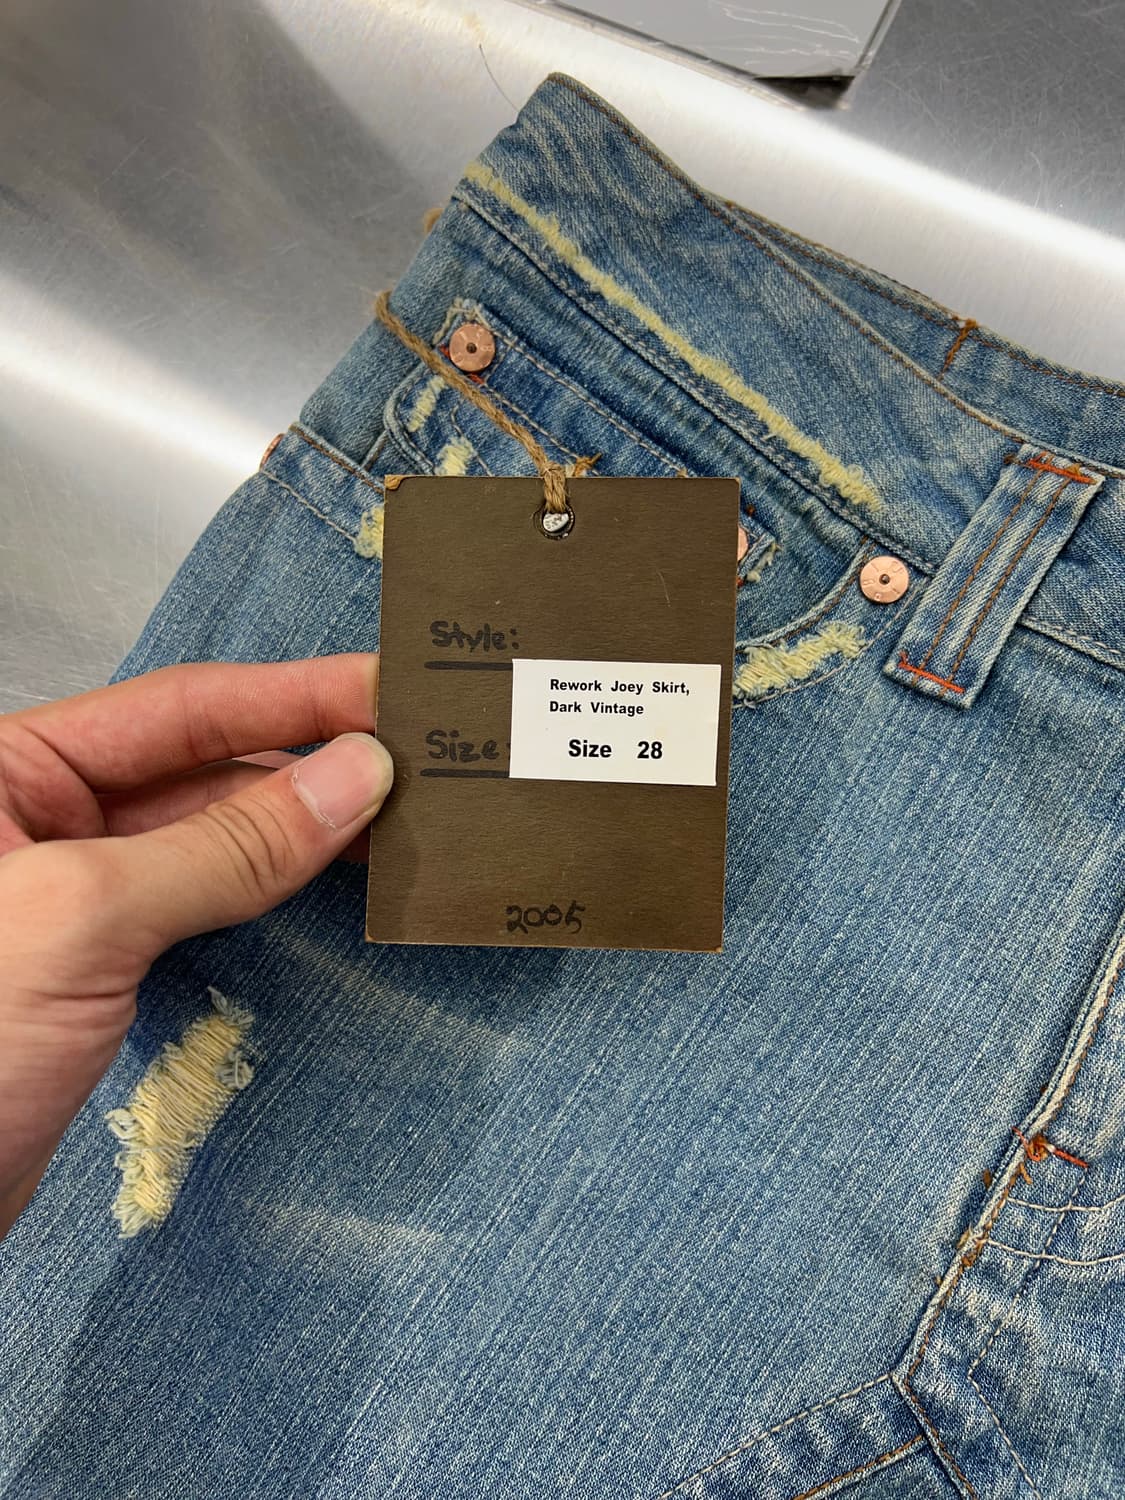 Style:
Rework Joey Skirt,
Dark Vintage
Size:
Size 28
2005